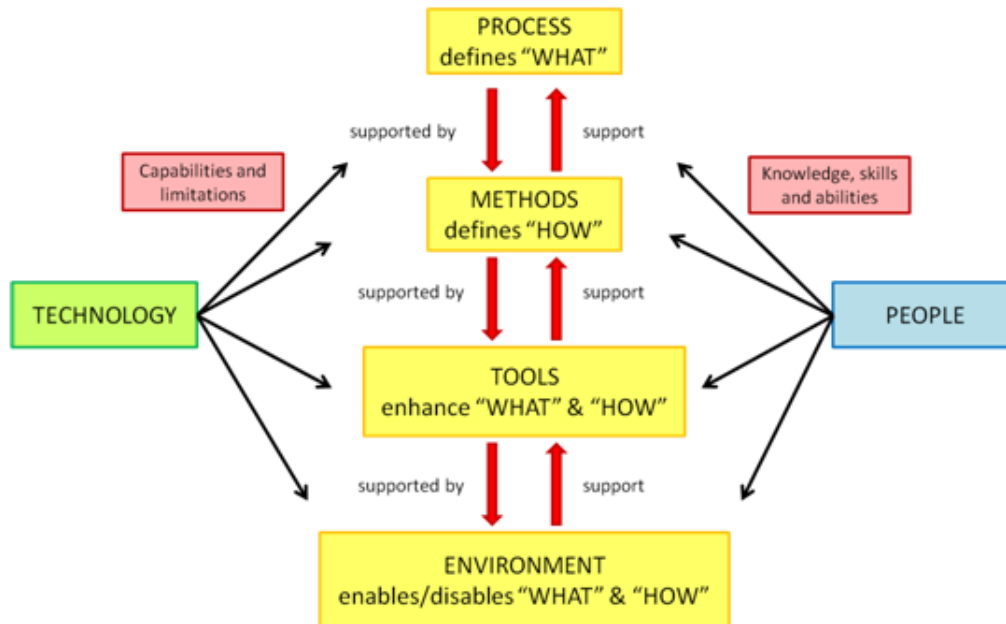 PROCESS
defines “WHAT”
supported by
support
Capabilities and
limitations
Knowledge, skills
and abilities
METHODS
defines “HOW”
supported by
support
TECHNOLOGY
PEOPLE
TOOLS
enhance “WHAT” & “HOW”
supported by
support
ENVIRONMENT
enables/disables “WHAT” & “HOW”